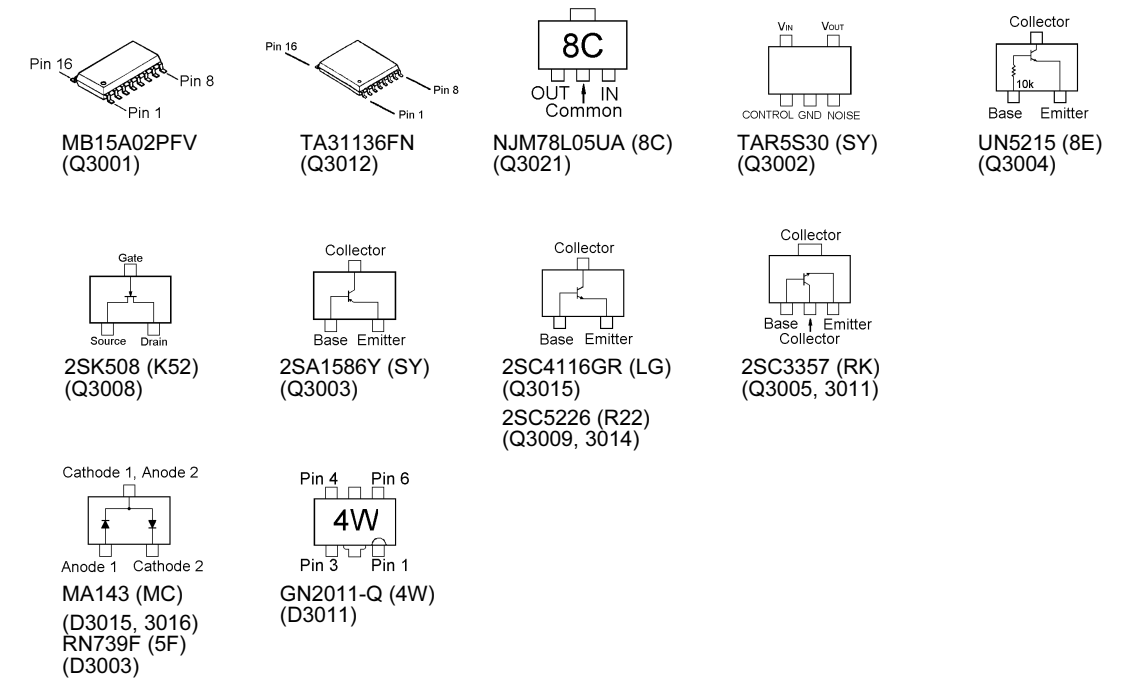 Pin 16
Pin 8
Pin 1
MB15A02PFV
(Q3001)
Pin 16
Pin 8
Pin 1
TA31136FN
(Q3012)
8C
OUT IN
Common
NJM78L05UA (8C)
(Q3021)
VIN VOUT
CONTROL GND NOISE
TAR5S30 (SY)
(Q3002)
Collector
10k
Base Emitter
UN5215 (8E)
(Q3004)
Gate
Source Drain
2SK508 (K52)
(Q3008)
Collector
Base Emitter
2SA1586Y (SY)
(Q3003)
Collector
Base Emitter
2SC4116GR (LG)
(Q3015)
2SC5226 (R22)
(Q3009, 3014)
Collector
Base Emitter
Collector
2SC3357 (RK)
(Q3005, 3011)
Cathode 1, Anode 2
Anode 1 Cathode 2
MA143 (MC)
(D3015, 3016)
RN739F (5F)
(D3003)
Pin 4 Pin 6
4W
Pin 3 Pin 1
GN2011-Q (4W)
(D3011)